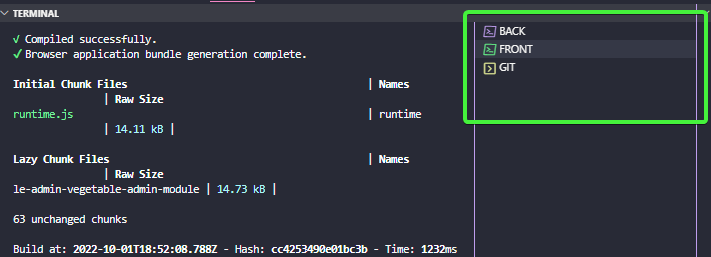 TERMINAL
✓ Compiled successfully.
✓ Browser application bundle generation complete.
Initial Chunk Files | Names
| Raw Size
runtime.js | runtime
| 14.11 kB |
Lazy Chunk Files | Names
| Raw Size
le-admin-vegetable-admin-module | 14.73 kB |
63 unchanged chunks
Build at: 2022-10-01T18:52:08.788Z - Hash: cc4253490e01bc3b - Time: 1232ms
BACK
FRONT
GIT